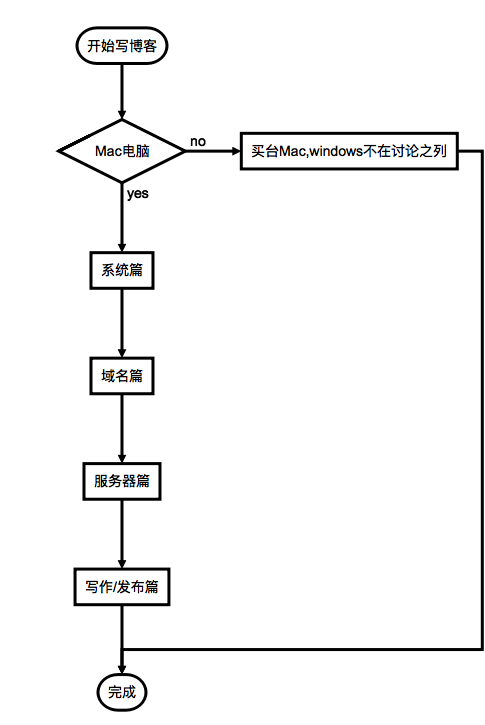 开始写博客
Mac电脑
no
买台Mac,windows不在讨论之列
yes
系统篇
域名篇
服务器篇
写作/发布篇
完成